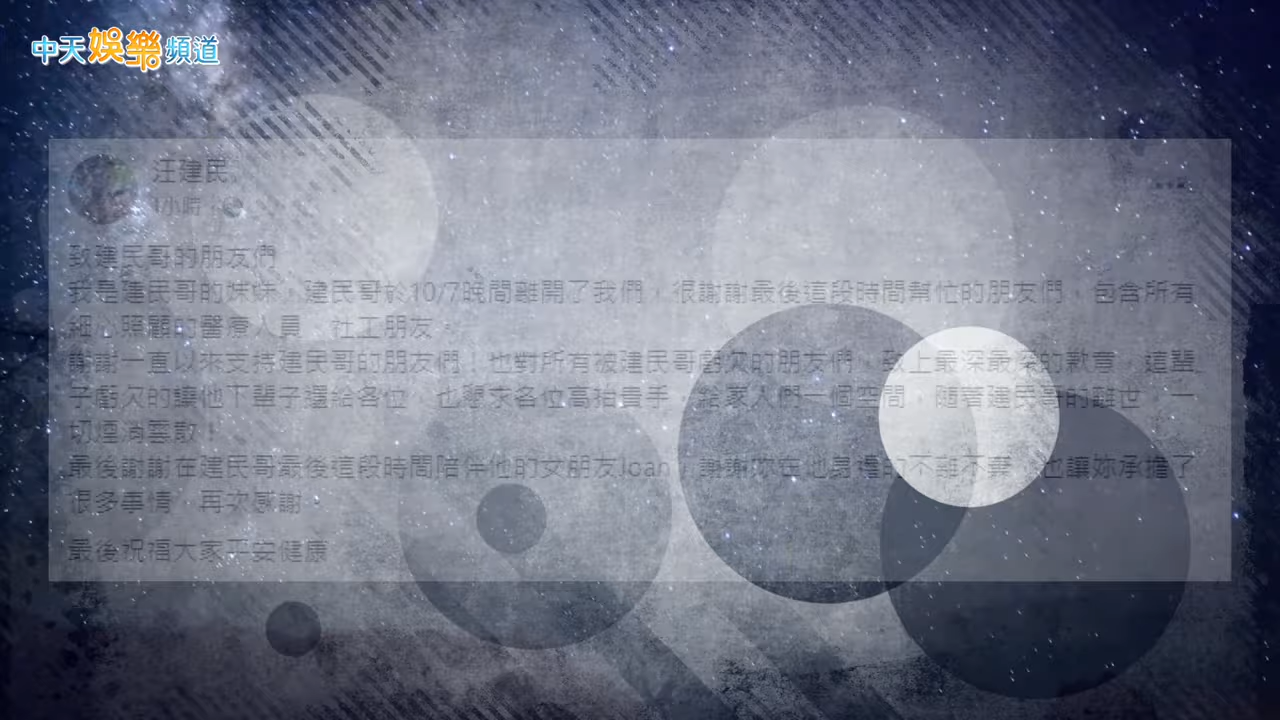 中天娛樂頻道
汪建民
1小時
致建民哥的朋友們
我是建民哥的妹妹，建民哥於10/7晚間離開了我們，很謝謝最後這段時間幫忙的朋友們，包含所有
細心照顧的醫療人員、社工朋友。
謝謝一直以來支持建民哥的朋友們！也對所有被建民哥虧欠的朋友們，致上最深最深的歉意，這輩
子虧欠的讓他下輩子還給各位，也懇求各位高抬貴手，給家人們一個空間，隨著建民哥的離世，一
切煙消雲散！
最後謝謝在建民哥最後這段時間陪伴他的女朋友Joan，謝謝妳在他身邊的不離不棄，也讓妳承擔了
很多事情，再次感謝。
最後祝福大家平安健康